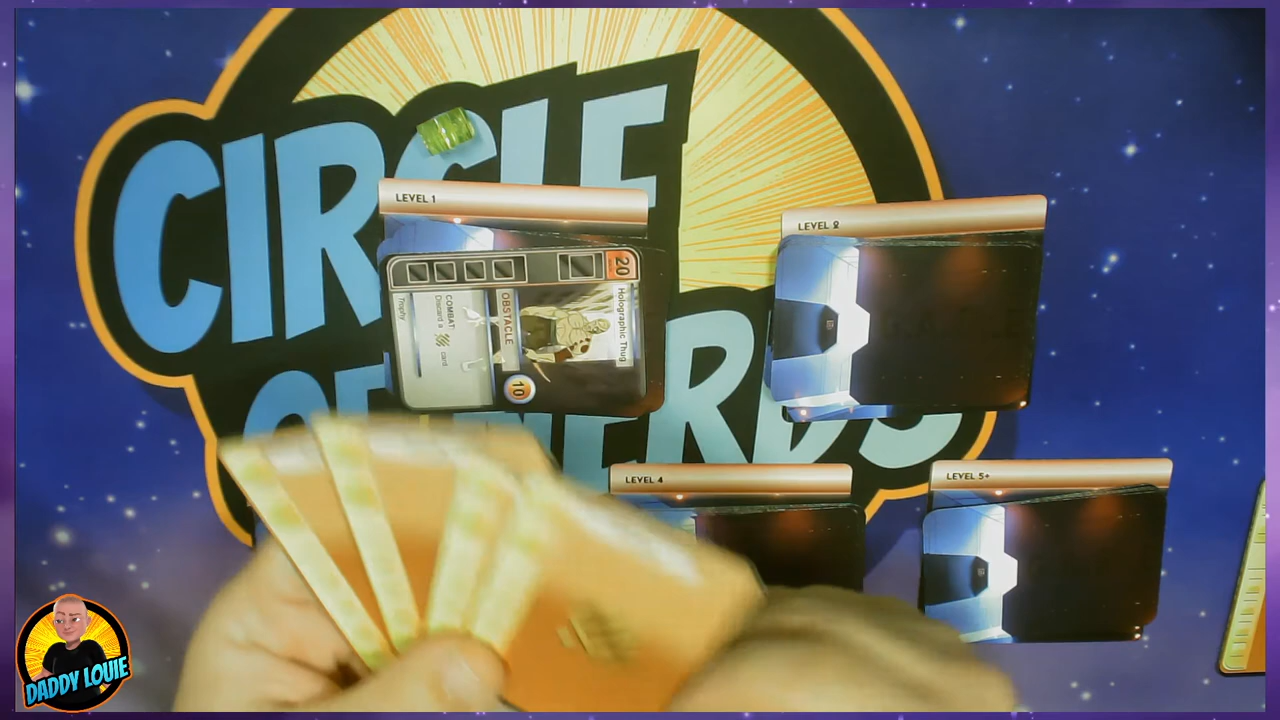 CIRCLE
OF NERDS
LEVEL 1
20
Holographic Thug
OBSTACLE
10
COMBAT:
Discard a card
Trophy
LEVEL 2
LEVEL 4
LEVEL 5+
DADDY LOUIE